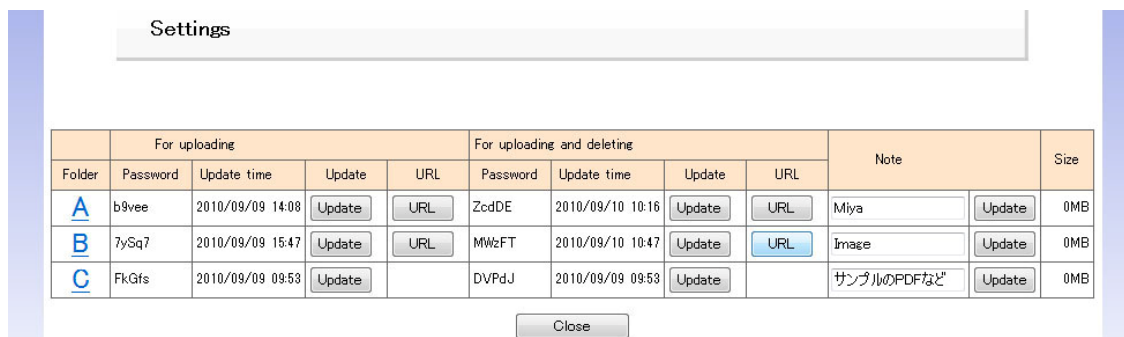 Settings
For uploading For uploading and deleting Note Size
Folder Password Update time Update URL Password Update time Update URL
A b9vee 2010/09/09 14:08 Update URL ZcdDE 2010/09/10 10:16 Update URL Miya Update 0MB
B 7ySq7 2010/09/09 15:47 Update URL MWzFT 2010/09/10 10:47 Update URL Image Update 0MB
C FkGfs 2010/09/09 09:53 Update DVPdJ 2010/09/09 09:53 Update サンプルのPDFなど Update 0MB
Close